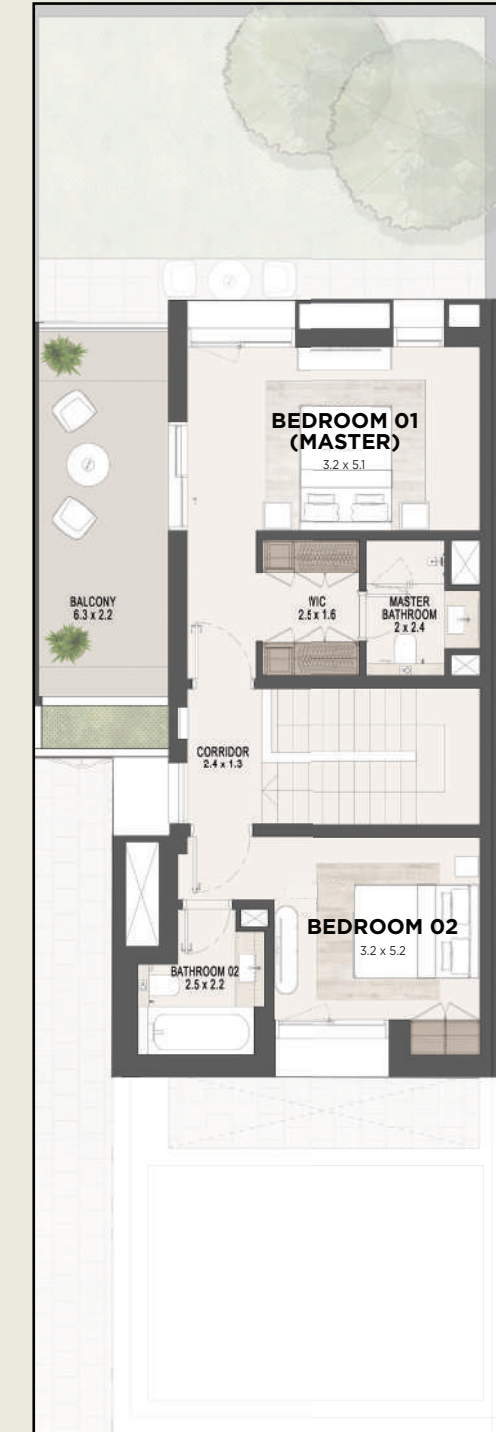 BEDROOM 01
(MASTER)
3.2 x 5.1
BALCONY
6.3 x 2.2
WIC
2.5 x 1.6
MASTER
BATHROOM
2 x 2.4
CORRIDOR
2.4 x 1.3
BEDROOM 02
3.2 x 5.2
BATHROOM 02
2.5 x 2.2